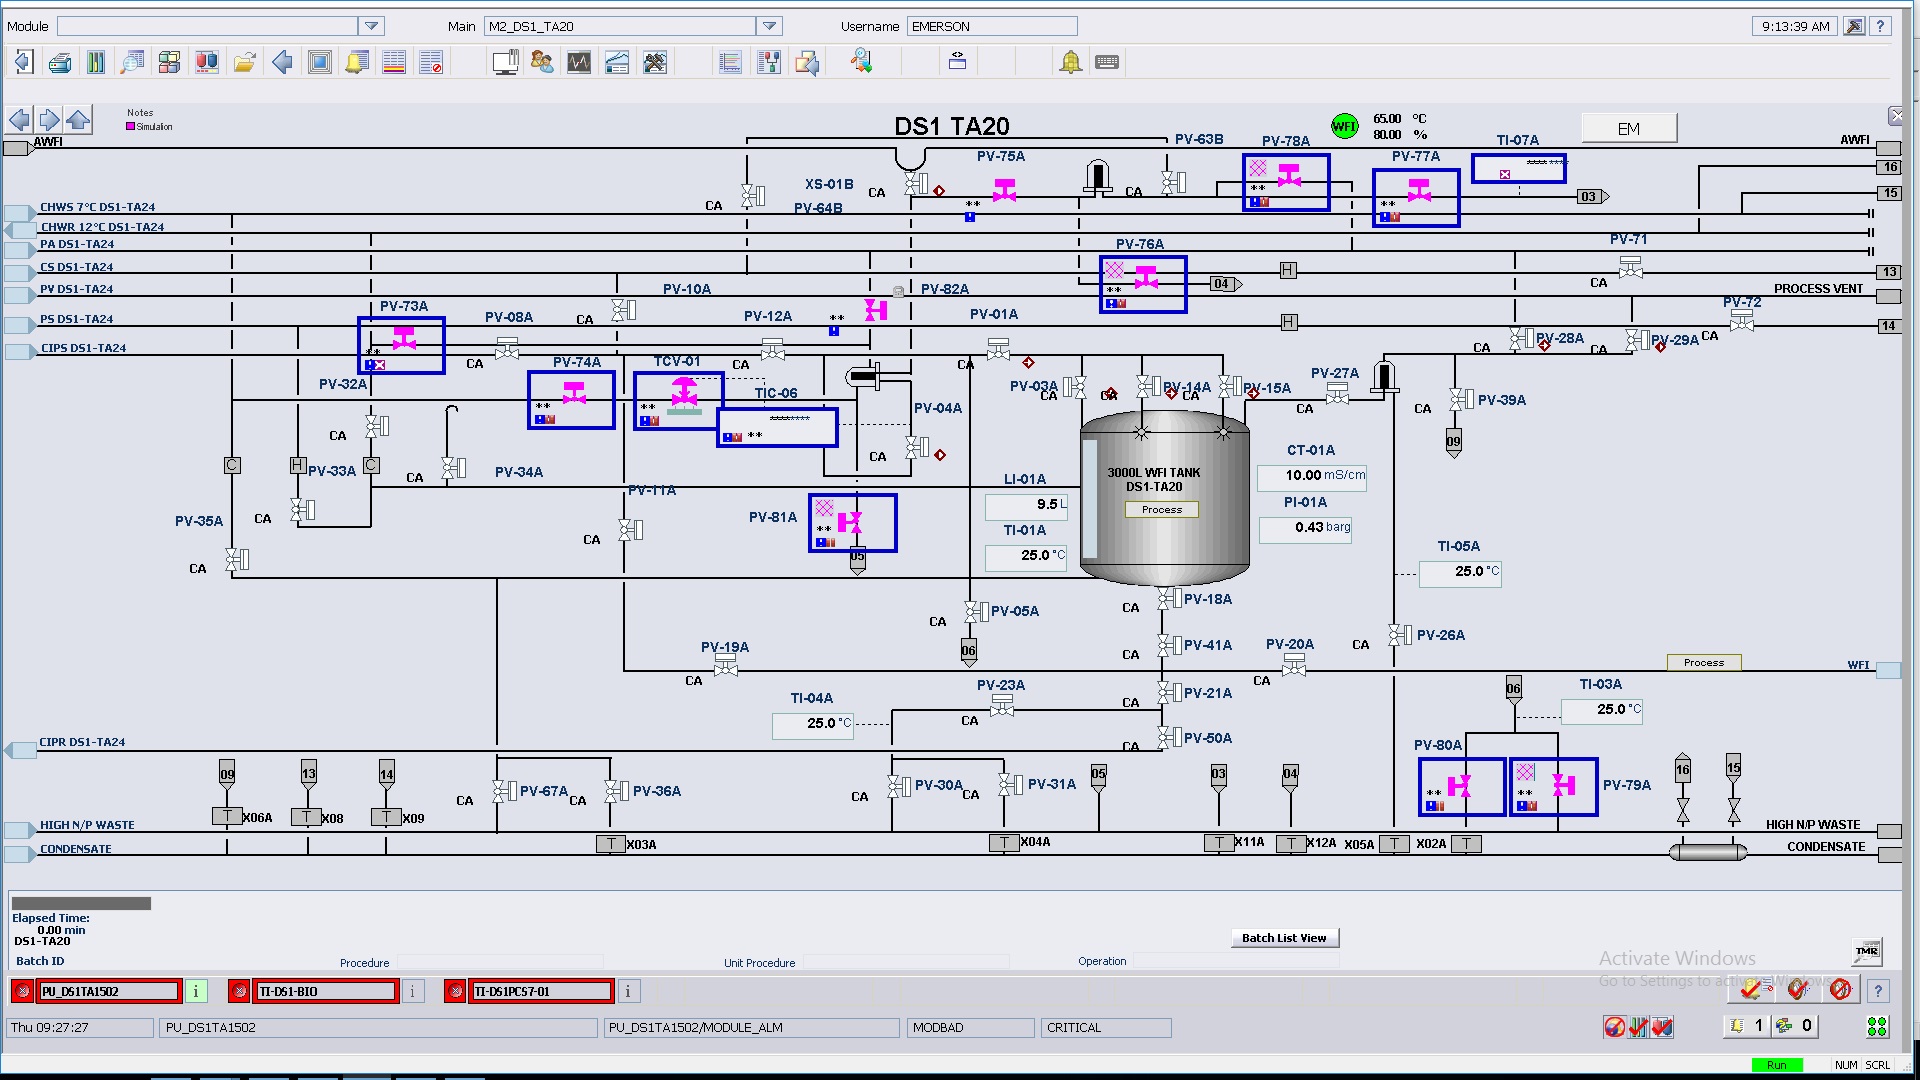 Module
Main M2_DS1_TA20
Username EMERSON
9:13:39 AM
?
Notes
Simulation
DS1 TA20
WFI
65.00 °C
80.00 %
EM
AWFI
AWFI
PV-63B
PV-78A
TI-07A
PV-75A
PV-77A
16
XS-01B
CA
CA
15
03
CA
PV-64B
CHWS 7°C DS1-TA24
CHWR 12°C DS1-TA24
PA DS1-TA24
PV-76A
PV-71
CS DS1-TA24
H
13
CA
04
PV DS1-TA24
PV-10A
PV-82A
PROCESS VENT
PV-73A
PV-72
PS DS1-TA24
PV-08A
CA
PV-12A
PV-01A
H
14
CIPS DS1-TA24
PV-28A
PV-29A
CA
CA
CA
CA
CA
CA
PV-74A
TCV-01
PV-32A
TIC-06
PV-03A
CA
CA
PV-14A
CA
PV-15A
PV-27A
CA
PV-39A
CA
PV-04A
CA
CA
09
C
H
PV-33A
C
CA
PV-34A
PV-11A
LI-01A
9.5 L
3000L WFI TANK
DS1-TA20
Process
CT-01A
10.00 mS/cm
PI-01A
0.43 barg
PV-35A
CA
PV-81A
TI-01A
25.0 °C
CA
05
TI-05A
25.0 °C
CA
CA
PV-18A
CA
PV-05A
06
PV-19A
CA
CA
PV-41A
PV-20A
CA
CA
PV-26A
Process
WFI
TI-04A
25.0 °C
PV-23A
CA
CA
PV-21A
06
TI-03A
25.0 °C
CIPR DS1-TA24
CA
PV-50A
PV-80A
PV-79A
09
13
14
CA
PV-67A
CA
PV-36A
CA
PV-30A
CA
PV-31A
05
03
04
16
15
T X06A
T X08
T X09
HIGH N/P WASTE
HIGH N/P WASTE
T X03A
T X04A
T X11A
T X12A
X05A T
X02A T
CONDENSATE
CONDENSATE
Elapsed Time:
0.00 min
DS1-TA20
Batch ID
Procedure
Unit Procedure
Operation
Batch List View
TMR
Activate Windows
Go to Settings to activate Windows.
PU_DS1TA1502
i
TI-DS1-BIO
i
TI-DS1PCS7-01
i
?
Thu 09:27:27
PU_DS1TA1502
PU_DS1TA1502/MODULE_ALM
MODBAD
CRITICAL
1
0
Run
NUM
SCRL